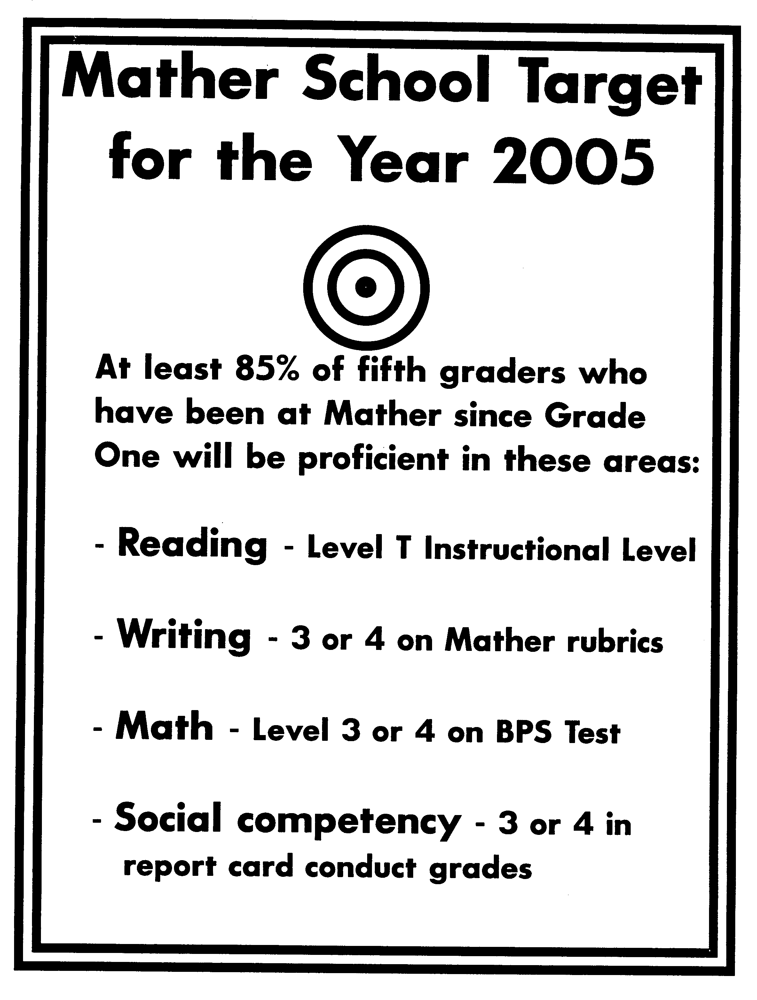 Mather School Target
for the Year 2005
At least 85% of fifth graders who
have been at Mather since Grade
One will be proficient in these areas:
- Reading - Level T Instructional Level
- Writing - 3 or 4 on Mather rubrics
- Math - Level 3 or 4 on BPS Test
- Social competency - 3 or 4 in
report card conduct grades